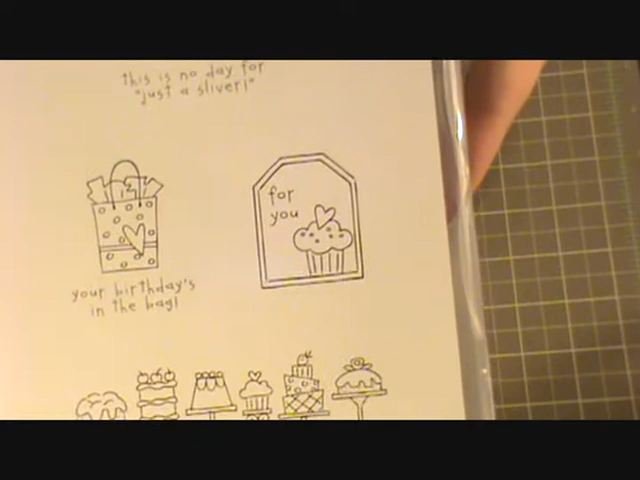 this is no day for
"just a sliver!"
for
you
your birthday's
in the bag!